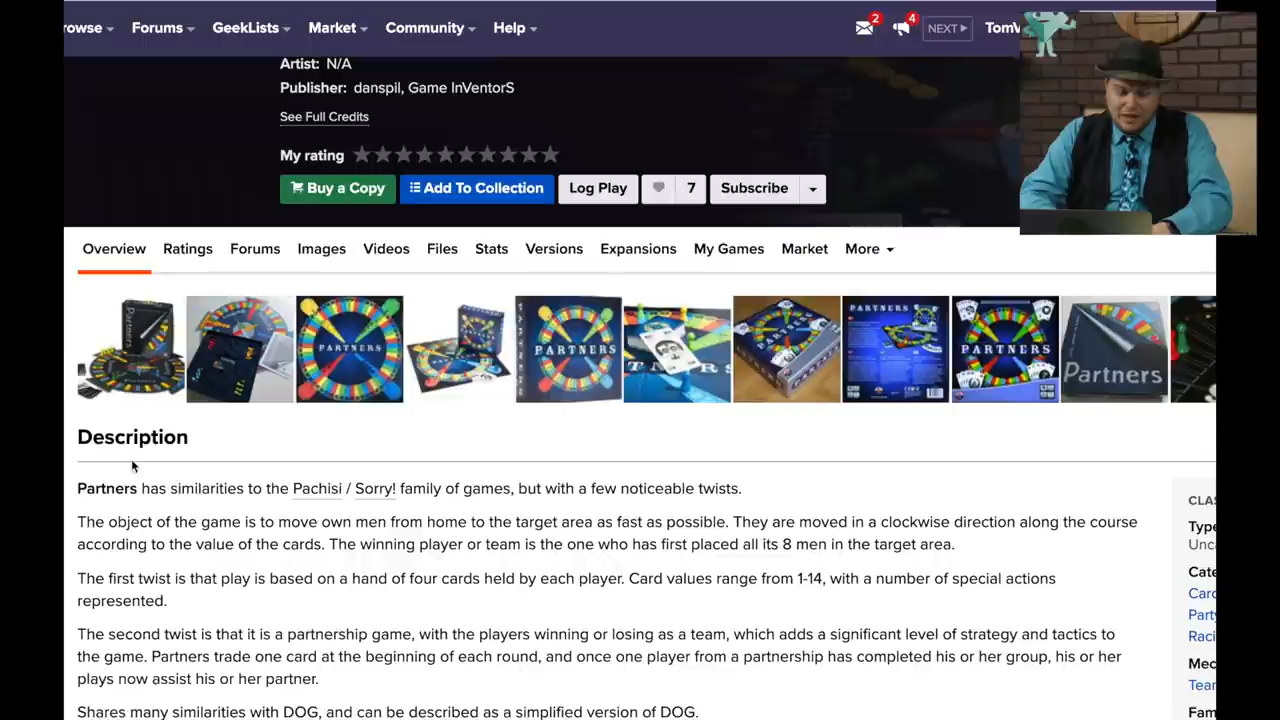 rowse Forums GeekLists Market Community Help 2 4 NEXT TomV
Artist: N/A
Publisher: danspil, Game InVentorS
See Full Credits
My rating
Buy a Copy Add To Collection Log Play 7 Subscribe
Overview Ratings Forums Images Videos Files Stats Versions Expansions My Games Market More
PARTNERS PARTNERS PARTNERS PARTNERS Partners
Description
Partners has similarities to the Pachisi / Sorry! family of games, but with a few noticeable twists.
The object of the game is to move own men from home to the target area as fast as possible. They are moved in a clockwise direction along the course
according to the value of the cards. The winning player or team is the one who has first placed all its 8 men in the target area.
The first twist is that play is based on a hand of four cards held by each player. Card values range from 1-14, with a number of special actions
represented.
The second twist is that it is a partnership game, with the players winning or losing as a team, which adds a significant level of strategy and tactics to
the game. Partners trade one card at the beginning of each round, and once one player from a partnership has completed his or her group, his or her
plays now assist his or her partner.
Shares many similarities with DOG, and can be described as a simplified version of DOG.
CLAS
Type
Unca
Cate
Card
Party
Raci
Mec
Team
Fam